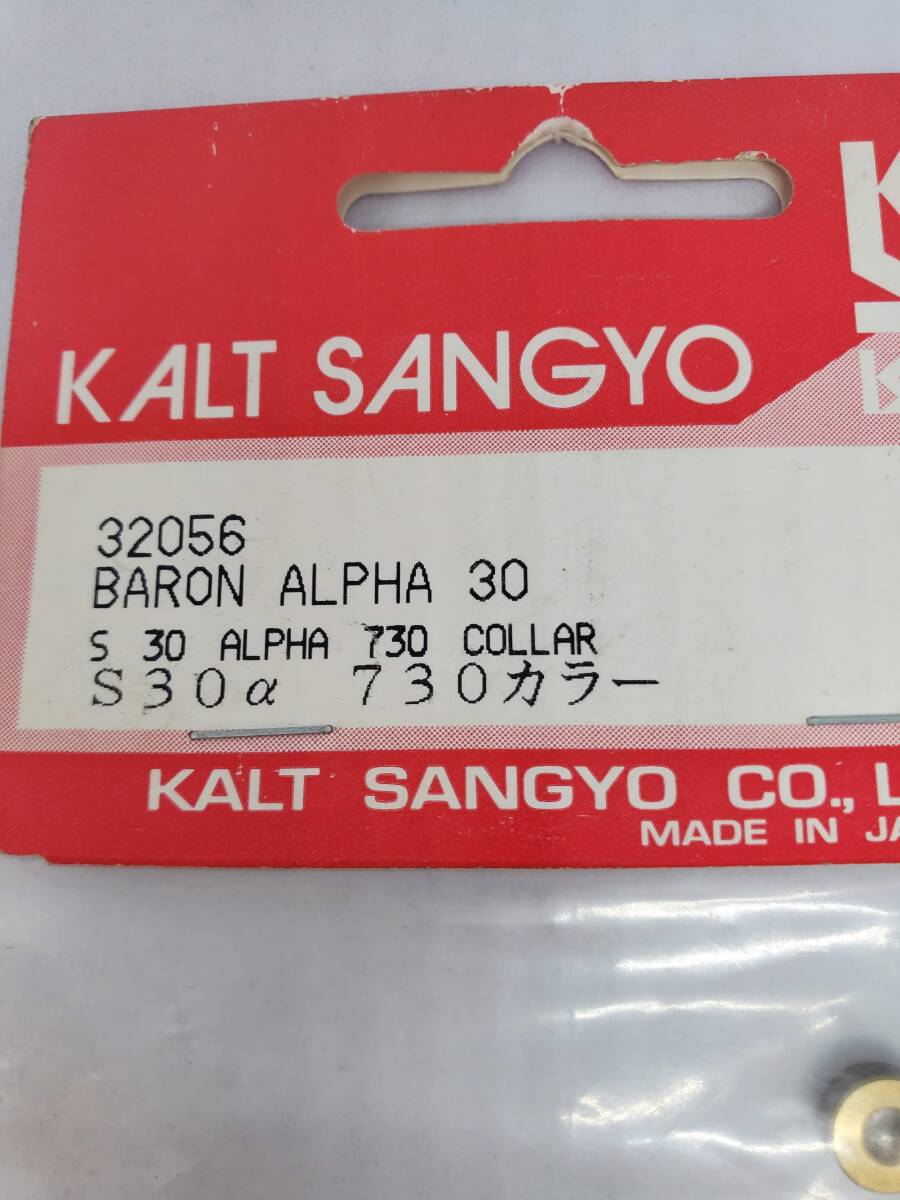 KALT SANGYO
32056
BARON ALPHA 30
S 30 ALPHA 730 COLLAR
S30α 730カラー
KALT SANGYO CO.,
MADE IN